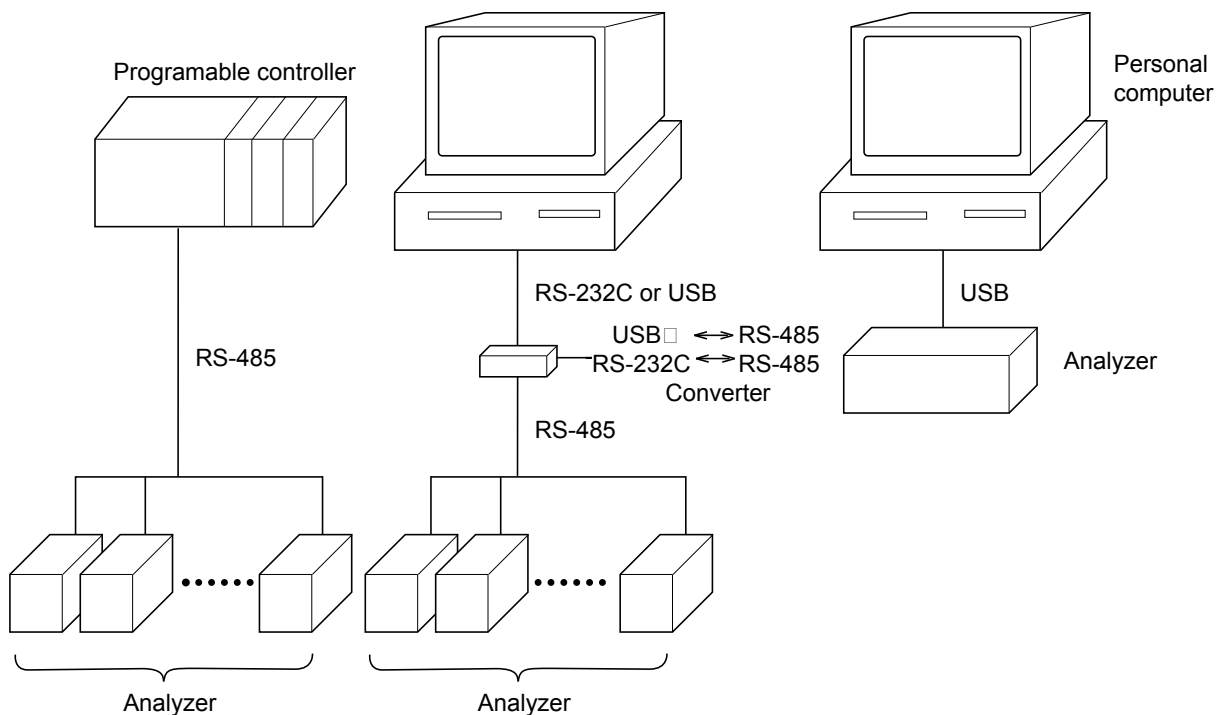 Programable controller
Personal
computer
RS-232C or USB
USB
USB□ ↔ RS-485
RS-232C ↔ RS-485
Converter
RS-485
Analyzer
RS-485
Analyzer
Analyzer